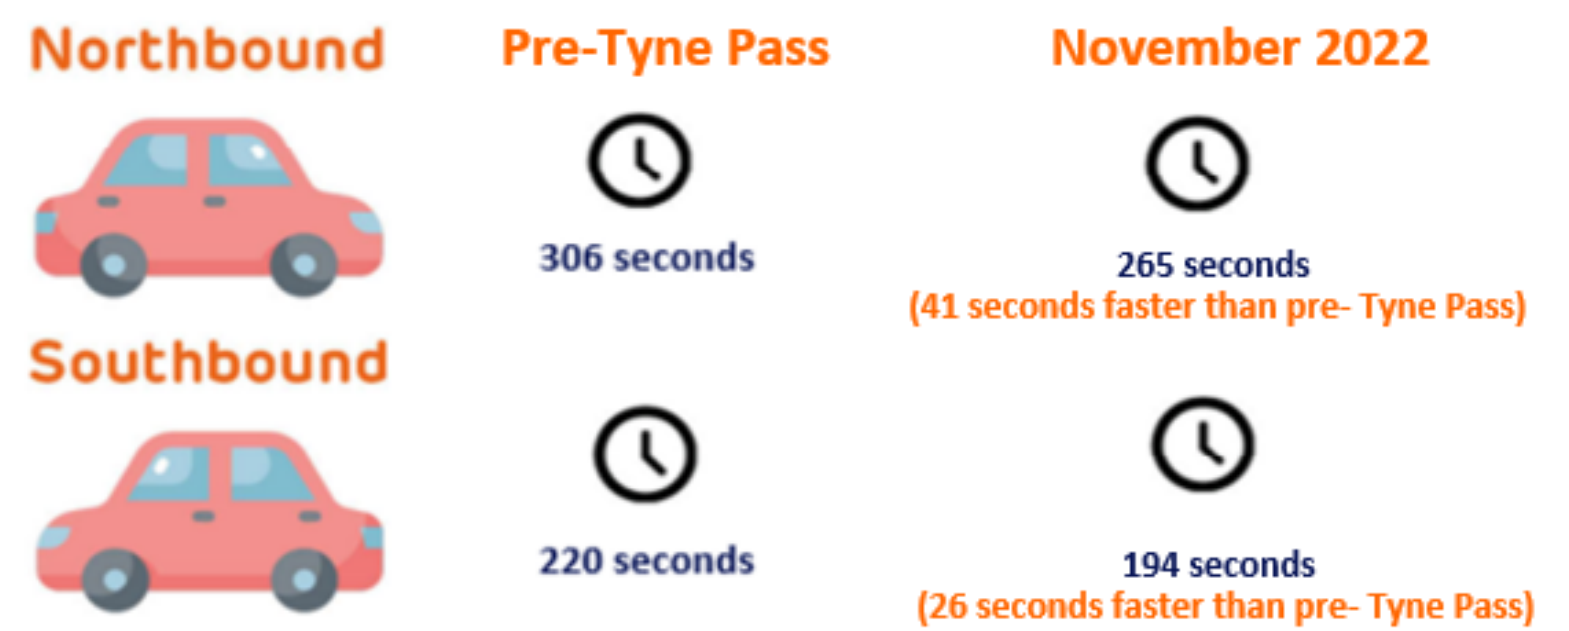 Northbound
Pre-Tyne Pass
November 2022
306 seconds
265 seconds
(41 seconds faster than pre- Tyne Pass)
Southbound
220 seconds
194 seconds
(26 seconds faster than pre- Tyne Pass)